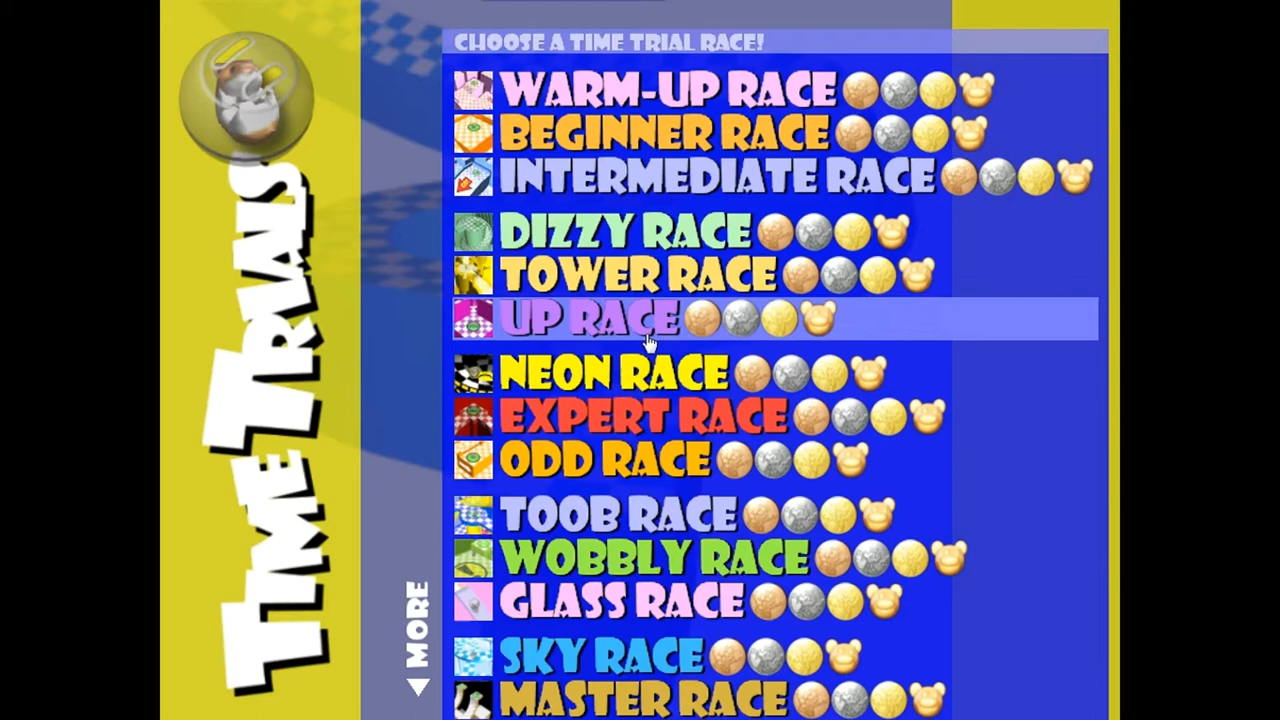 CHOOSE A TIME TRIAL RACE!
WARM-UP RACE
BEGINNER RACE
INTERMEDIATE RACE
DIZZY RACE
TOWER RACE
UP RACE
NEON RACE
EXPERT RACE
ODD RACE
TOOB RACE
WOBBLY RACE
GLASS RACE
SKY RACE
MASTER RACE
TIME TRIALS
MORE